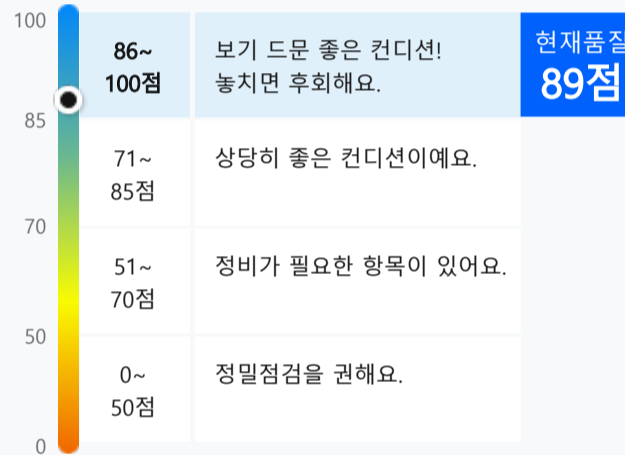 100
86~
100점
보기 드문 좋은 컨디션!
놓치면 후회해요.
현재품질
89점
85
71~
85점
상당히 좋은 컨디션이예요.
70
51~
70점
정비가 필요한 항목이 있어요.
50
0~
50점
정밀점검을 권해요.
0